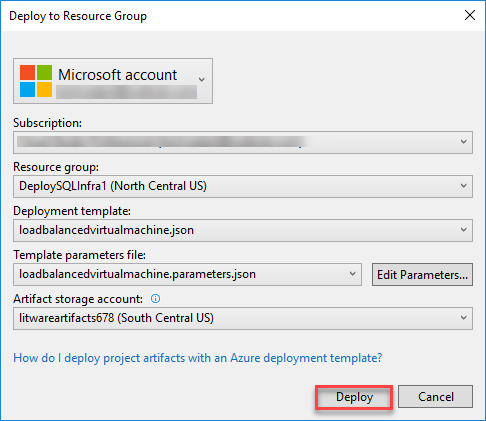 Deploy to Resource Group
Microsoft account
Subscription:
Resource group:
DeploySQLInfra1 (North Central US)
Deployment template:
loadbalancedvirtualmachine.json
Template parameters file:
loadbalancedvirtualmachine.parameters.json
Edit Parameters...
Artifact storage account:
litwareartifacts678 (South Central US)
How do I deploy project artifacts with an Azure deployment template?
Deploy
Cancel